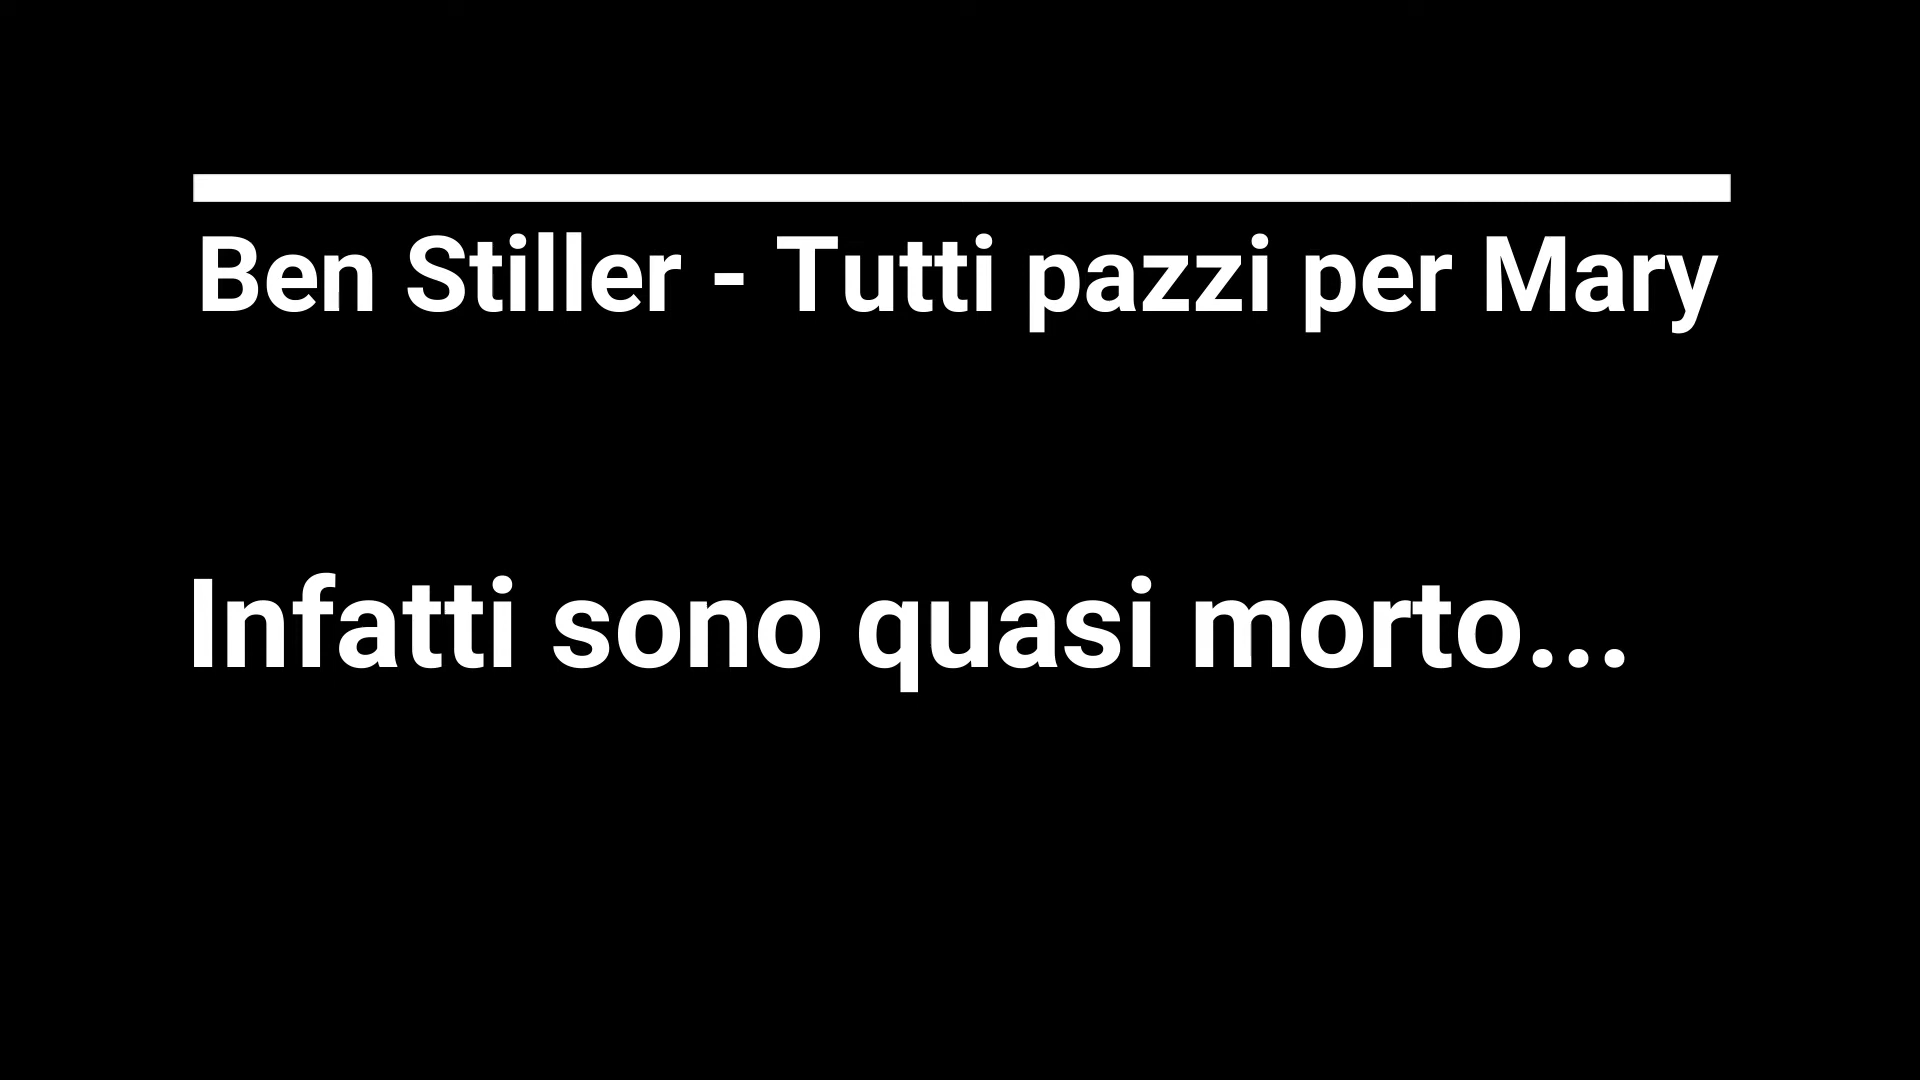 Ben Stiller - Tutti pazzi per Mary
Infatti sono quasi morto...